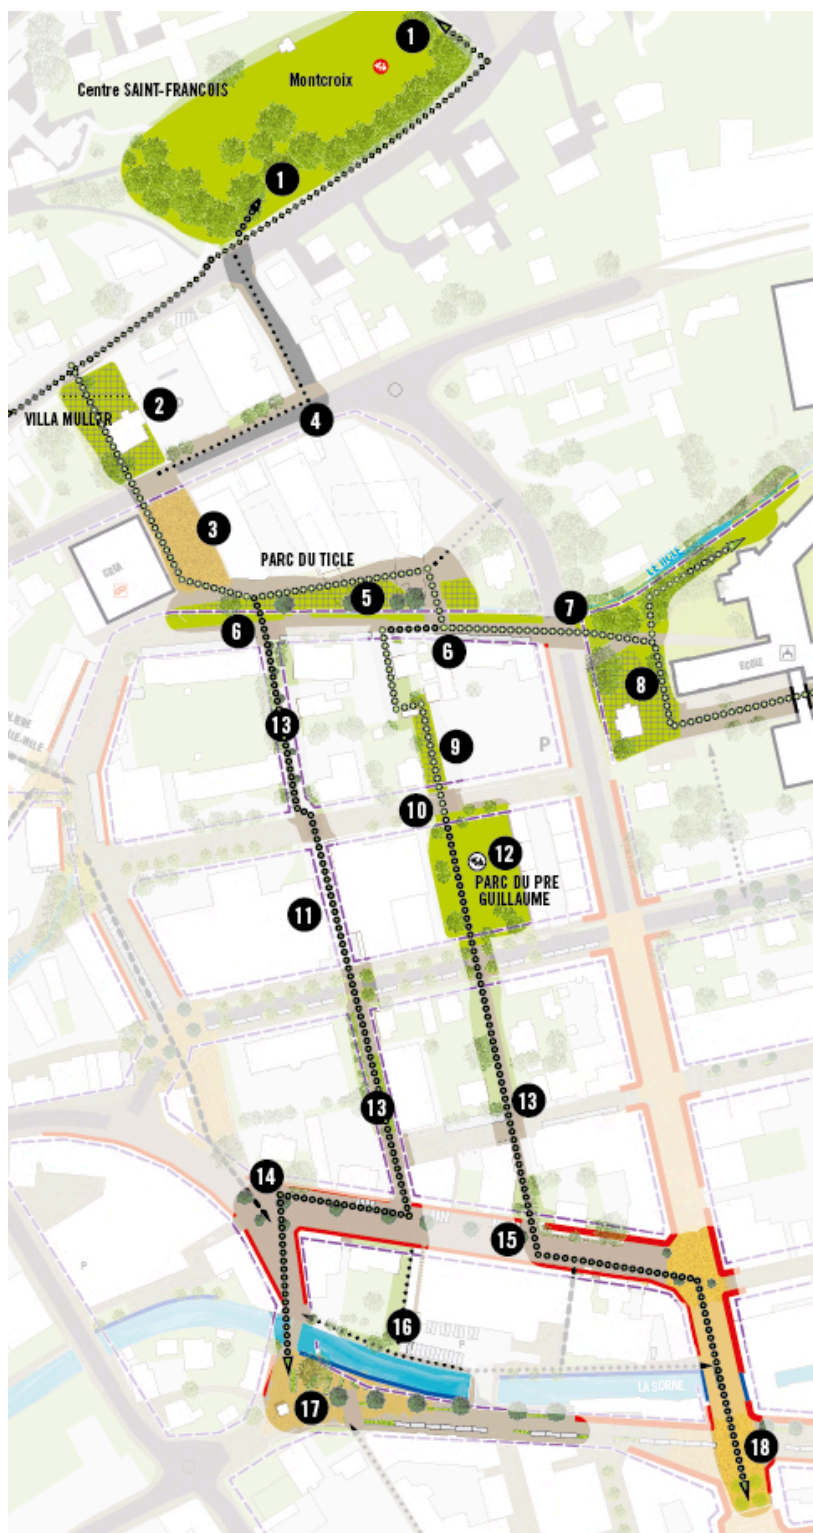 1
Centre SAINT-FRANCOIS
Montcroix
1
2
VILLA MULLER
4
3
PARC DU TICLE
5
7
6
6
8
ECOLE
13
9
P
10
12
PARC DU PRE
GUILLAUME
11
13
13
14
15
P
16
P
LA SORNE
17
18